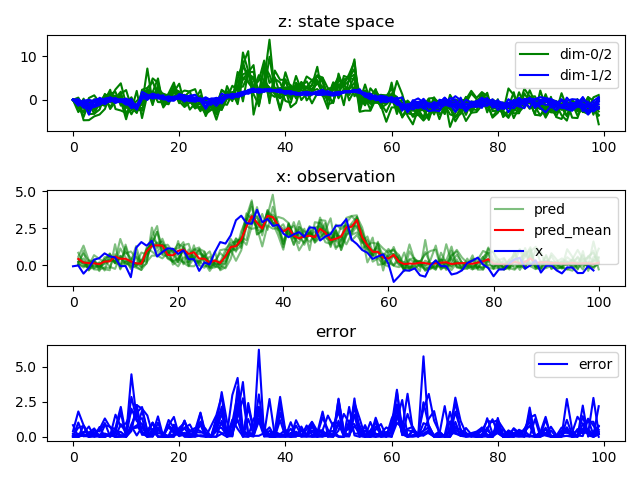 z: state space
10
0
dim-0/2
dim-1/2
0 20 40 60 80 100
x: observation
5.0
2.5
0.0
pred
pred_mean
x
0 20 40 60 80 100
error
5.0
2.5
0.0
error
0 20 40 60 80 100